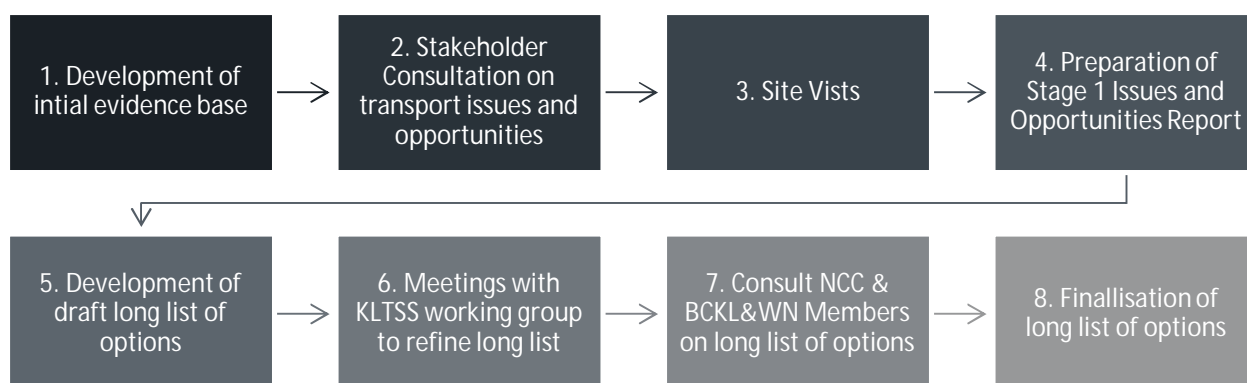 1. Development of
intial evidence base
2. Stakeholder
Consultation on
transport issues and
opportunities
3. Site Vists
4. Preparation of
Stage 1 Issues and
Opportunities Report
5. Development of
draft long list of
options
6. Meetings with
KLTSS working group
to refine long list
7. Consult NCC &
BCKL&WN Members
on long list of options
8. Finallisation of
long list of options